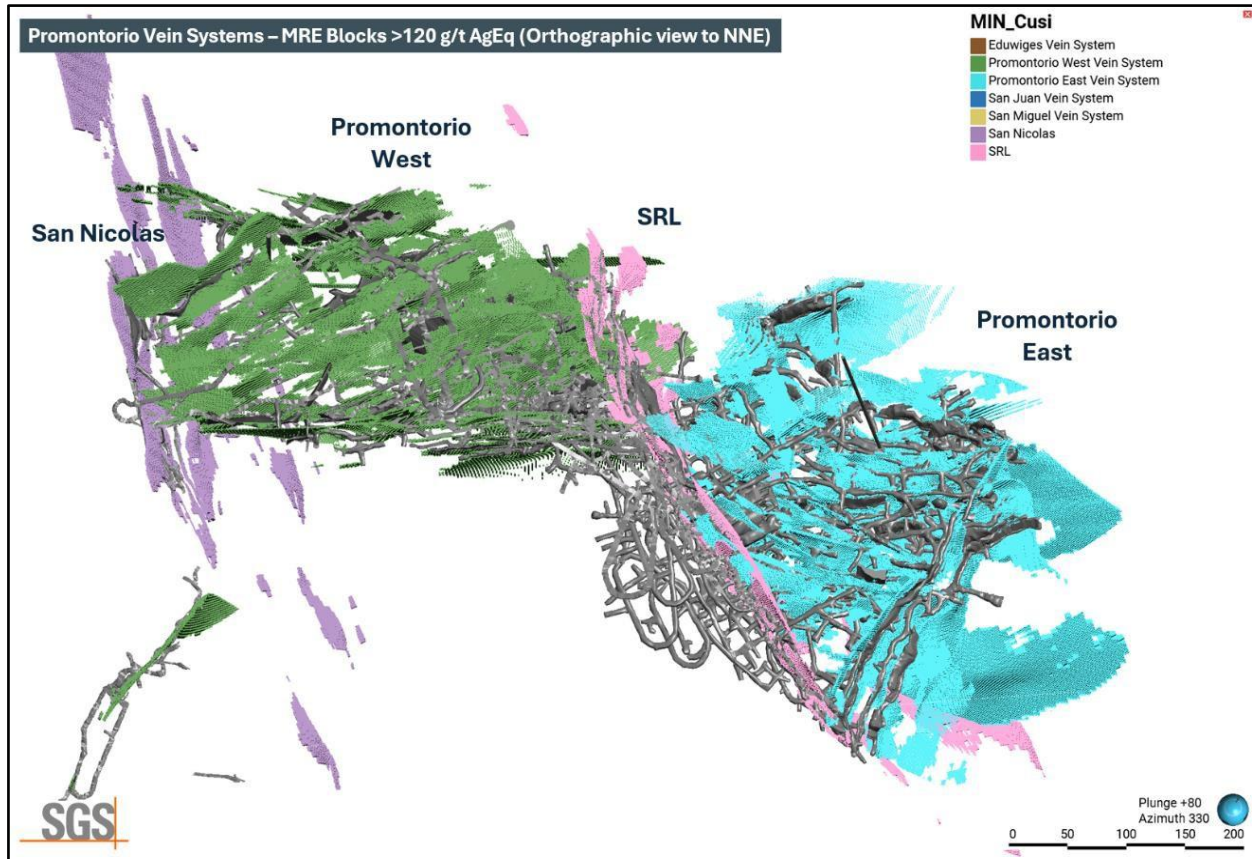 Promontorio Vein Systems – MRE Blocks >120 g/t AgEq (Orthographic view to NNE)
MIN_Cusi
Eduwiges Vein System
Promontorio West Vein System
Promontorio East Vein System
San Juan Vein System
San Miguel Vein System
San Nicolas
SRL
Promontorio
West
San Nicolas
SRL
Promontorio
East
SGS
Plunge +80
Azimuth 330
0 50 100 150 200